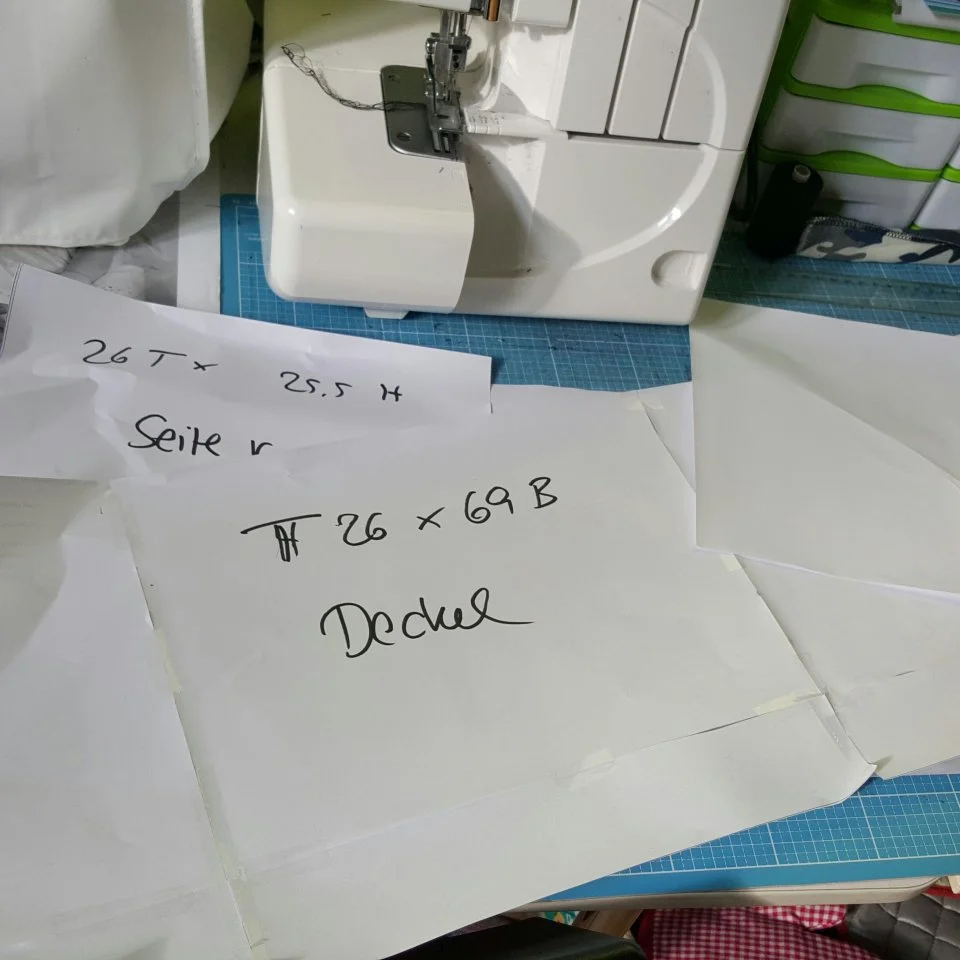 26 T x 25.5 H
Seite r
T 26 x 69 B
Deckel